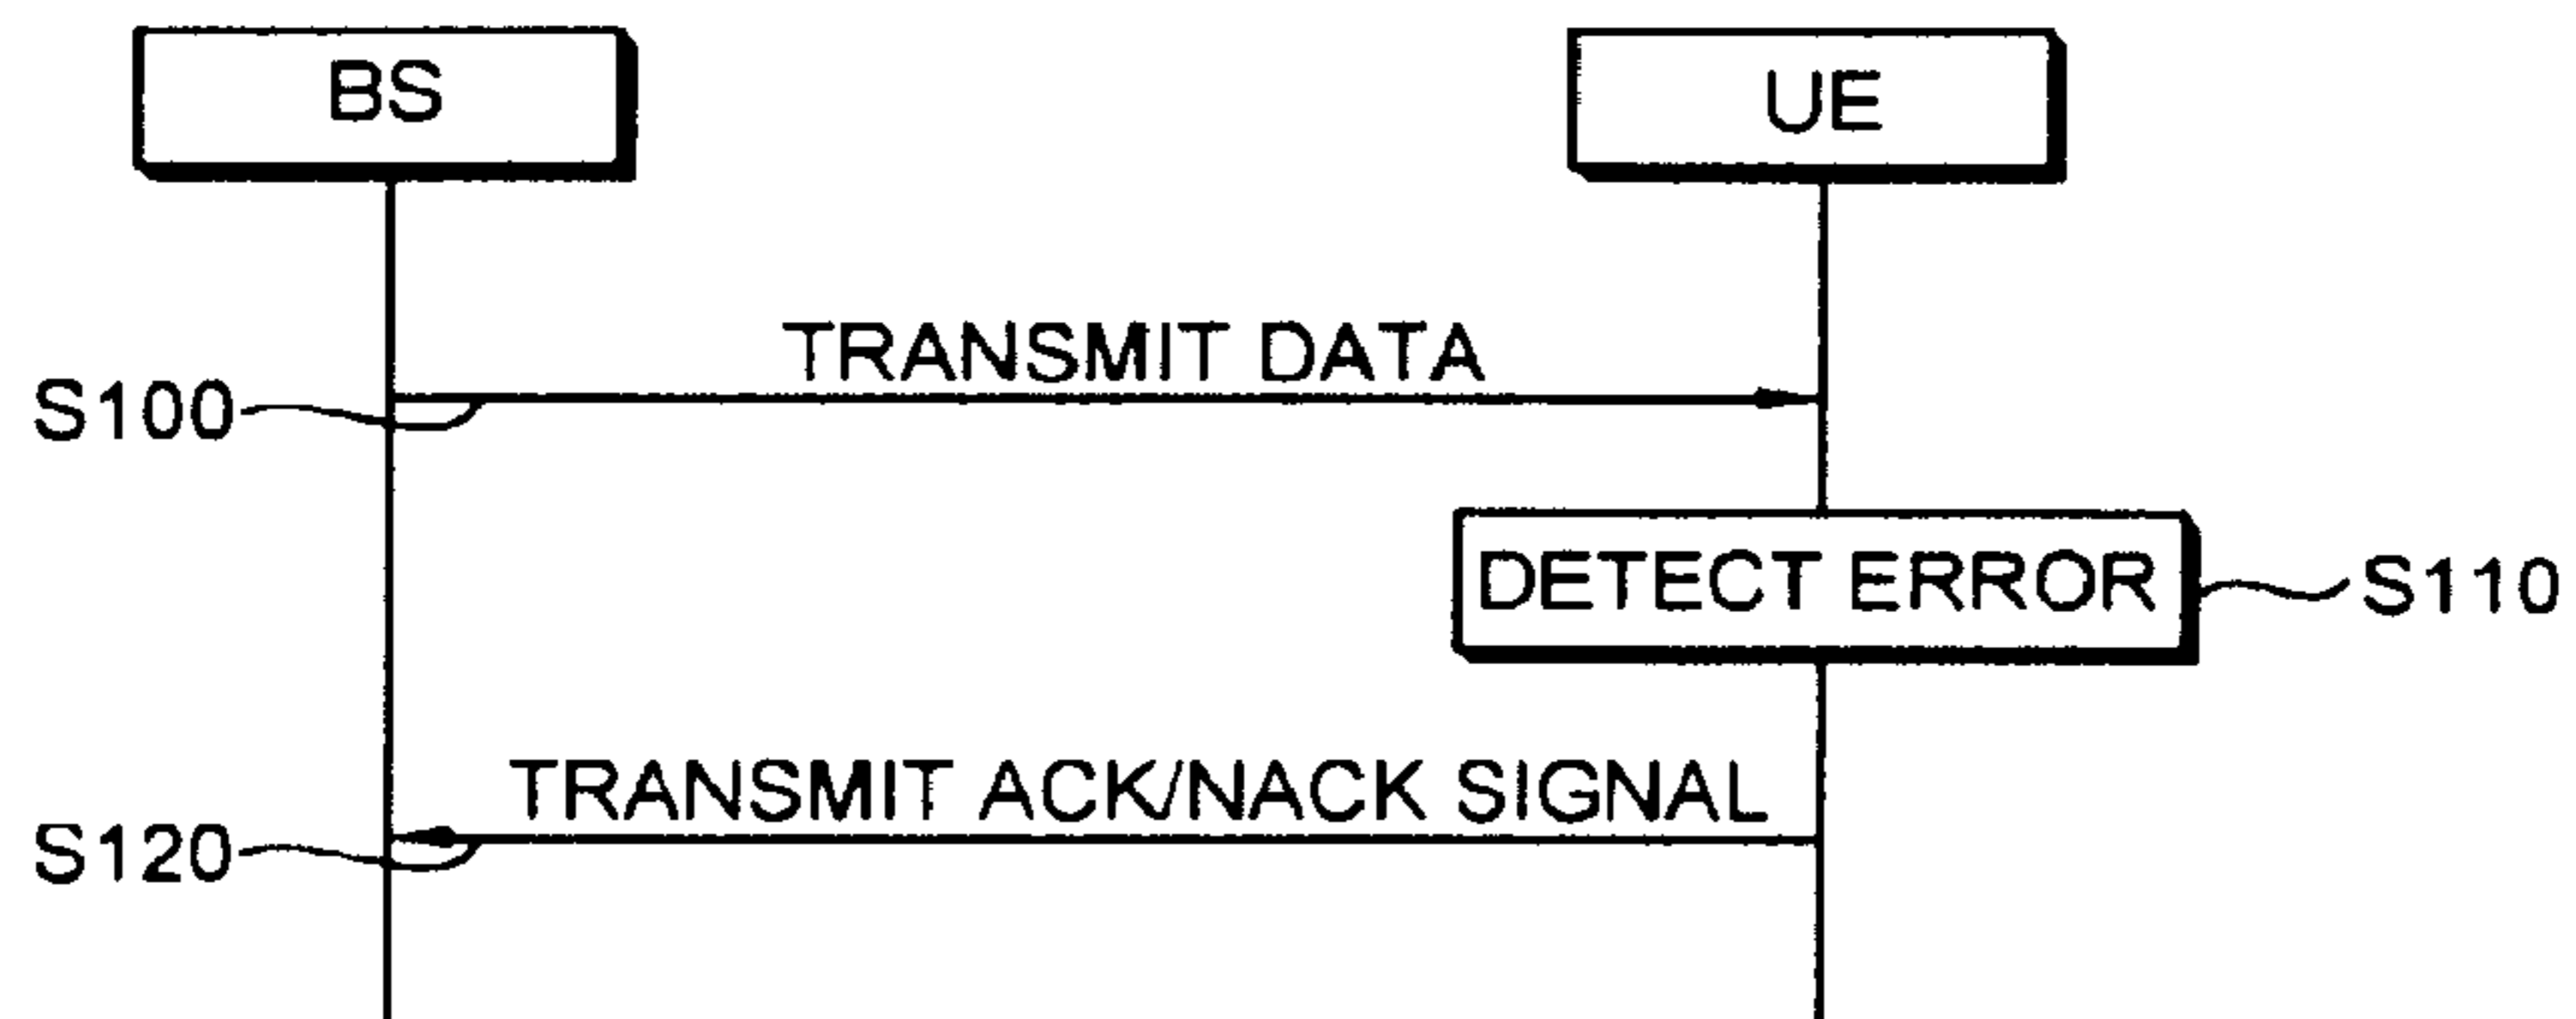 BS
UE
TRANSMIT DATA
S100
DETECT ERROR
S110
TRANSMIT ACK/NACK SIGNAL
S120